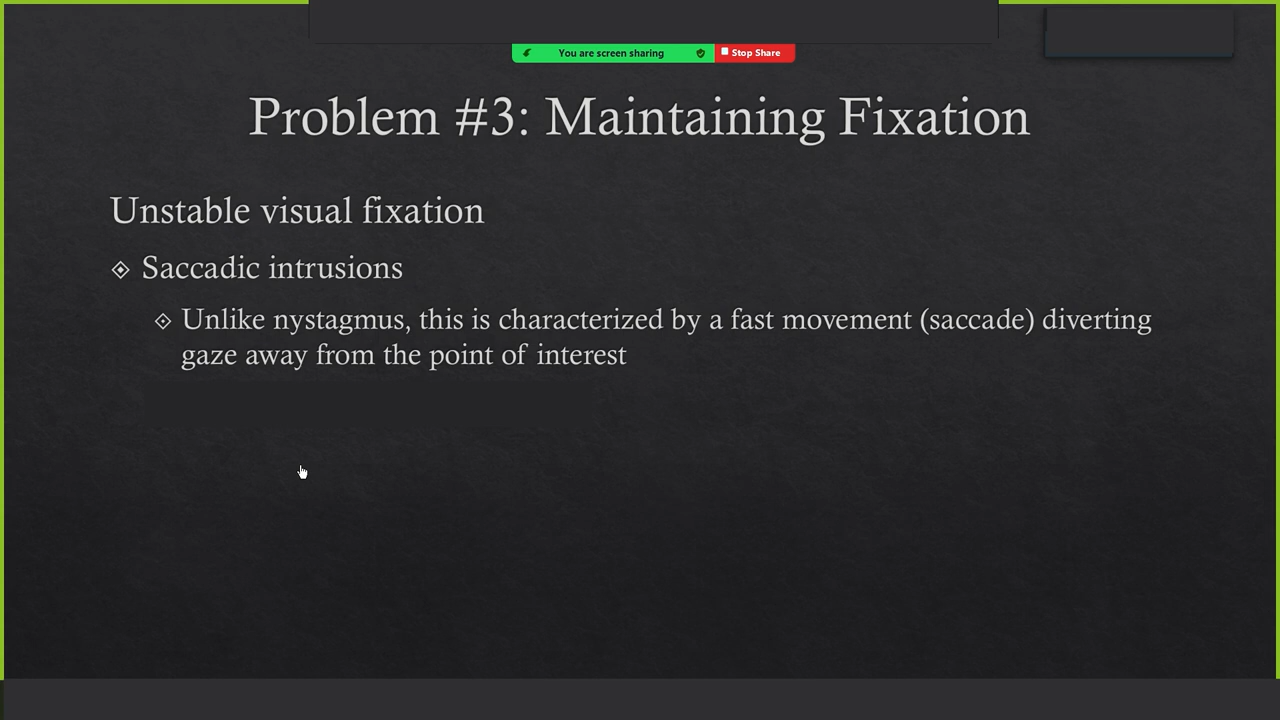 You are screen sharing
Stop Share
Problem #3: Maintaining Fixation
Unstable visual fixation
Saccadic intrusions
Unlike nystagmus, this is characterized by a fast movement (saccade) diverting
gaze away from the point of interest